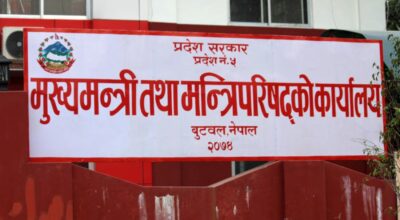 प्रदेश सरकार
प्रदेश नं. ५
मुख्यमन्त्री तथा मन्त्रिपरिषद्को कार्यालय
बुटवल, नेपाल
२०७४